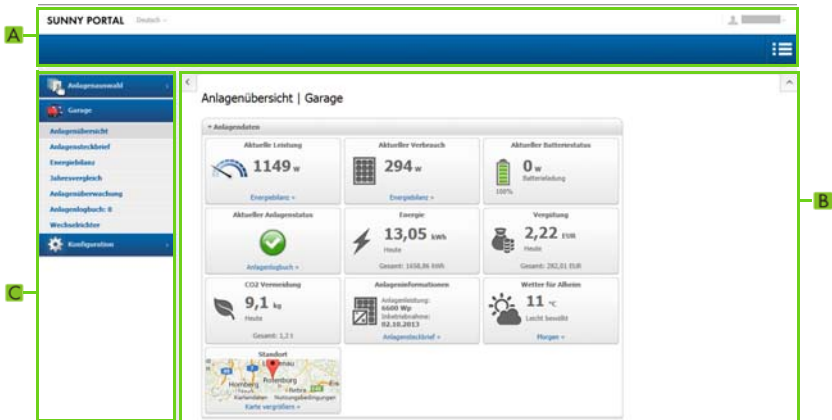 SUNNY PORTAL Deutsch
A
Anlagenauswahl
Garage
Anlagenübersicht
Anlagensteckbrief
Energiebilanz
Jahresvergleich
Anlagenüberwachung
Anlagenlogbuch: 0
Wechselrichter
Konfiguration
C
B
Anlagenübersicht | Garage
Anlagendaten
Aktuelle Leistung
1149 W
Energiebilanz »
Aktueller Verbrauch
294 W
Energiebilanz »
Aktueller Batteriestatus
0 W
Batterieladung
100%
Aktueller Anlagenstatus
Anlagenlogbuch »
Energie
13,05 kWh
Heute
Gesamt: 1658,86 kWh
Vergütung
2,22 EUR
Heute
Gesamt: 282,01 EUR
CO2 Vermeidung
9,1 kg
Heute
Gesamt: 1,2 t
Anlageninformationen
Anlagenleistung:
6600 Wp
Inbetriebnahme:
02.10.2013
Anlagensteckbrief »
Wetter für Alheim
11 °C
Leicht bewölkt
Morgen »
Standort
Hornberg Rotenburg
Kartendaten Nutzungsbedingungen
Karte vergrößern »